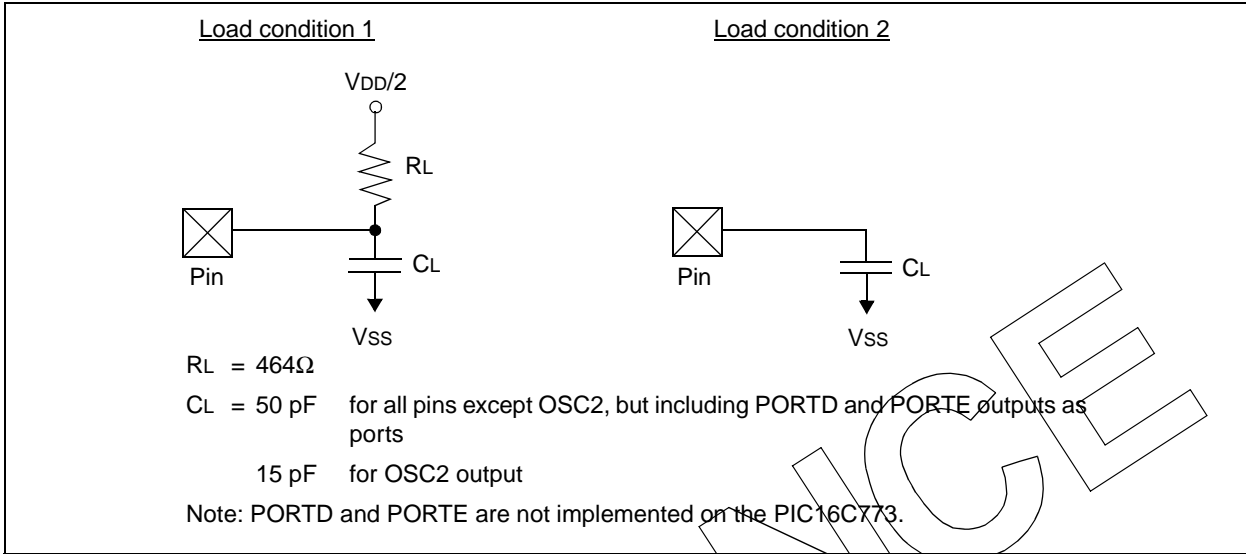 Load condition 1
Load condition 2
VDD/2
RL
CL
Pin
VSS
CL
Pin
VSS
RL = 464Ω
CL = 50 pF for all pins except OSC2, but including PORTD and PORTE outputs as
ports
15 pF for OSC2 output
Note: PORTD and PORTE are not implemented on the PIC16C773.
NCE